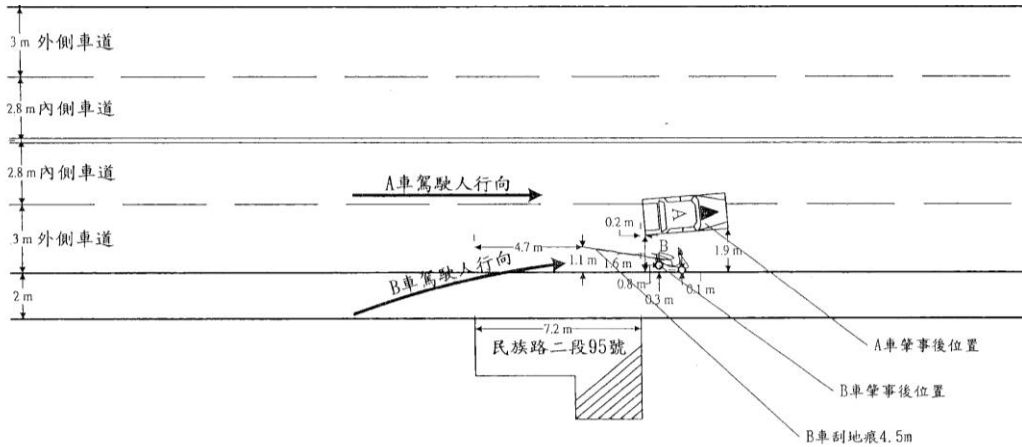 3 m 外側車道
2.8 m 內側車道
2.8 m 內側車道
A車駕駛人行向
3 m 外側車道
0.2 m
A
4.7 m
1.1 m
1.6 m
B
1.9 m
B車駕駛人行向
0.8 m
0.1 m
0.3 m
2 m
7.2 m
民族路二段95號
A車肇事後位置
B車肇事後位置
B車刮地痕4.5m